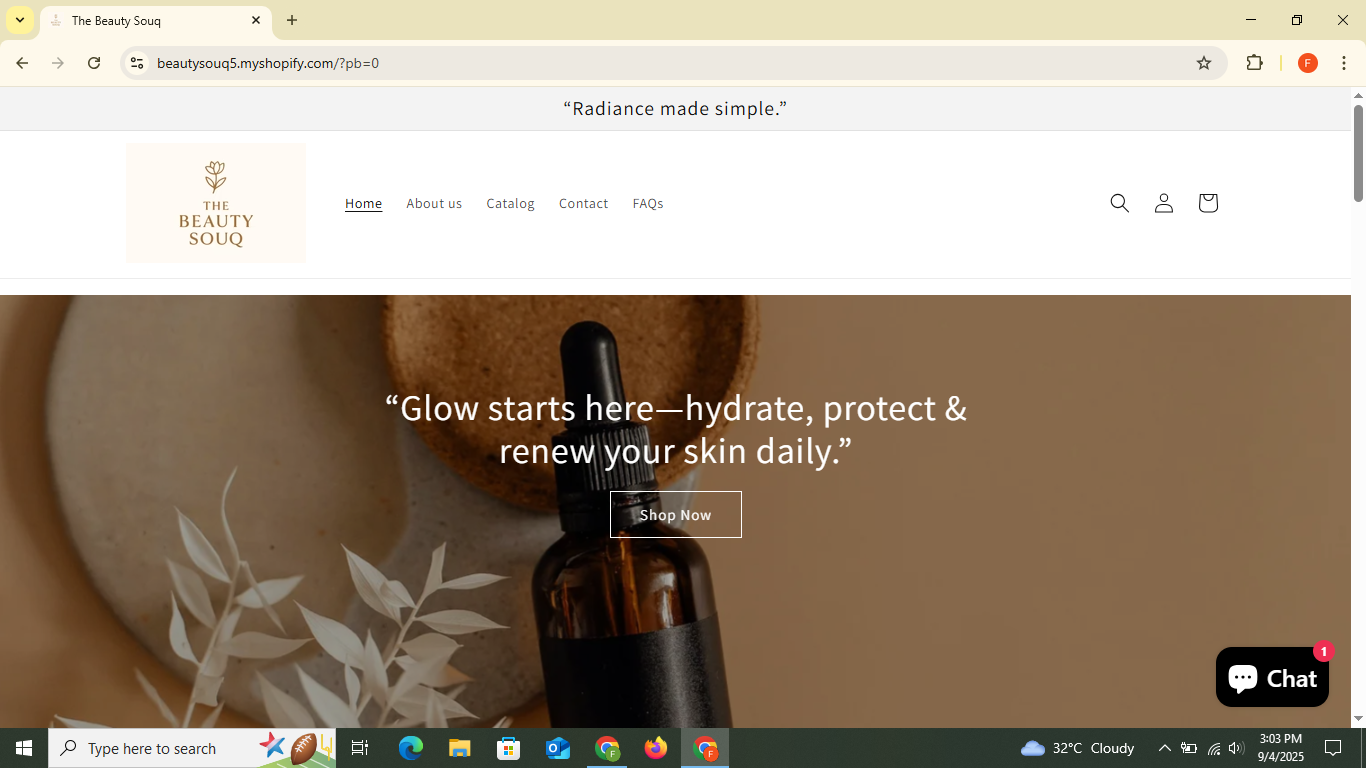 The Beauty Souq
beautysouq5.myshopify.com/?pb=0
F
“Radiance made simple.”
THE
BEAUTY
SOUQ
Home About us Catalog Contact FAQs
“Glow starts here—hydrate, protect &
renew your skin daily.”
Shop Now
1
Chat
Type here to search
F
F
32°C Cloudy
3:03 PM
9/4/2025